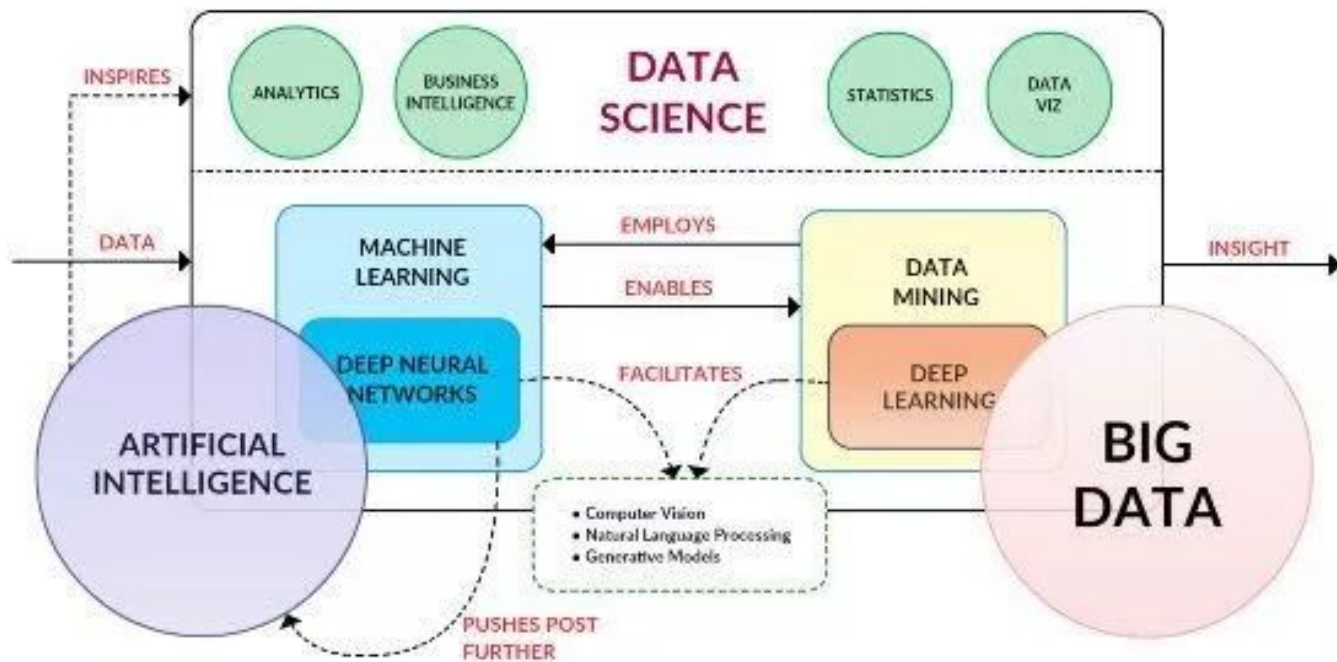 INSPIRES
ANALYTICS
BUSINESS
INTELLIGENCE
DATA
SCIENCE
STATISTICS
DATA
VIZ
DATA
MACHINE
LEARNING
EMPLOYS
ENABLES
DATA
MINING
INSIGHT
DEEP NEURAL
NETWORKS
FACILITATES
DEEP
LEARNING
ARTIFICIAL
INTELLIGENCE
BIG
DATA
• Computer Vision
• Natural Language Processing
• Generative Models
PUSHES POST
FURTHER